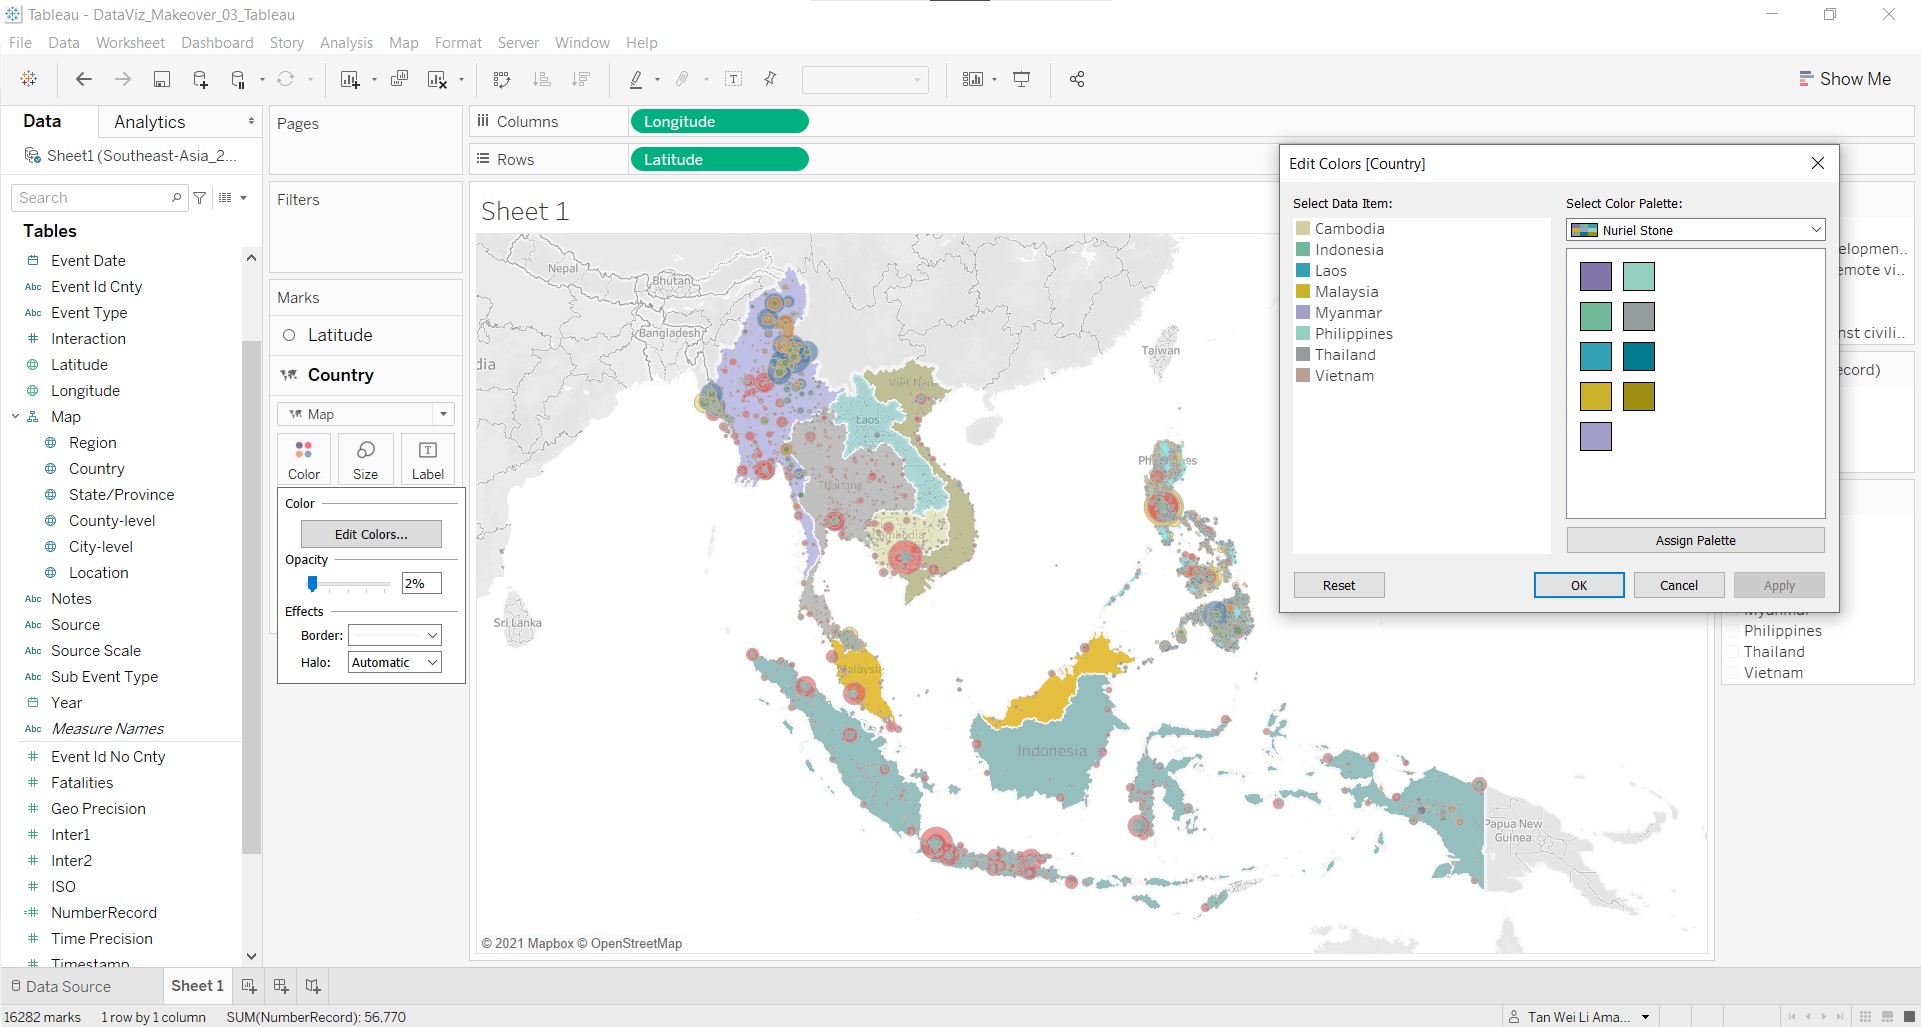 Tableau - DataViz_Makeover_03_Tableau
File Data Worksheet Dashboard Story Analysis Map Format Server Window Help
Show Me
Data
Analytics
Sheet1 (Southeast-Asia_2...
Search
Tables
Event Date
Abc Event Id Cnty
Abc Event Type
Interaction
Latitude
Longitude
Map
Region
Country
State/Province
County-level
City-level
Location
Abc Notes
Abc Source
Abc Source Scale
Abc Sub Event Type
Year
Abc Measure Names
Event Id No Cnty
Fatalities
Geo Precision
Inter1
Inter2
ISO
NumberRecord
Time Precision
Timestamp
Pages
Filters
Marks
Latitude
Country
Map
Color
Size
Label
Color
Edit Colors...
Opacity
2%
Effects
Border:
Halo: Automatic
Columns
Longitude
Rows
Latitude
Sheet 1
Nepal
Bhutan
Bangladesh
dia
Taiwan
Viet Nam
Laos
Thailand
Cambodia
Philippines
Sri Lanka
Malaysia
Indonesia
Papua New
Guinea
© 2021 Mapbox © OpenStreetMap
Edit Colors [Country]
Select Data Item:
Cambodia
Indonesia
Laos
Malaysia
Myanmar
Philippines
Thailand
Vietnam
Select Color Palette:
Nuriel Stone
Assign Palette
Reset
OK
Cancel
Apply
elopmen..
emote vi..
nst civili..
ecord)
Myanmar
Philippines
Thailand
Vietnam
Data Source
Sheet 1
16282 marks
1 row by 1 column
SUM(NumberRecord): 56,770
Tan Wei Li Ama...